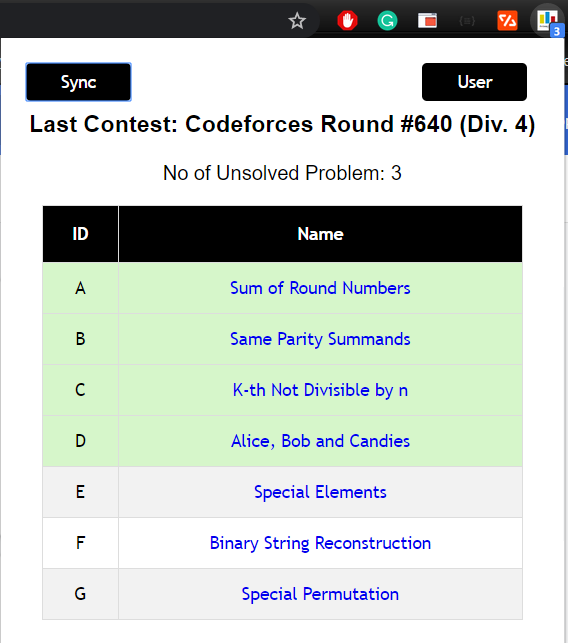 3
Sync
User
Last Contest: Codeforces Round #640 (Div. 4)
No of Unsolved Problem: 3
ID Name
A Sum of Round Numbers
B Same Parity Summands
C K-th Not Divisible by n
D Alice, Bob and Candies
E Special Elements
F Binary String Reconstruction
G Special Permutation